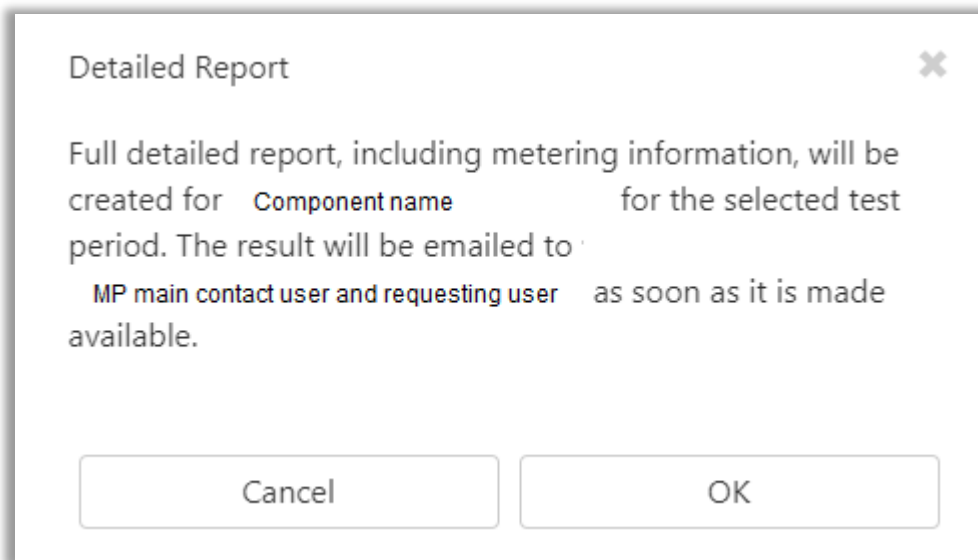 Detailed Report
Full detailed report, including metering information, will be
created for Component name for the selected test
period. The result will be emailed to
MP main contact user and requesting user as soon as it is made
available.
Cancel OK